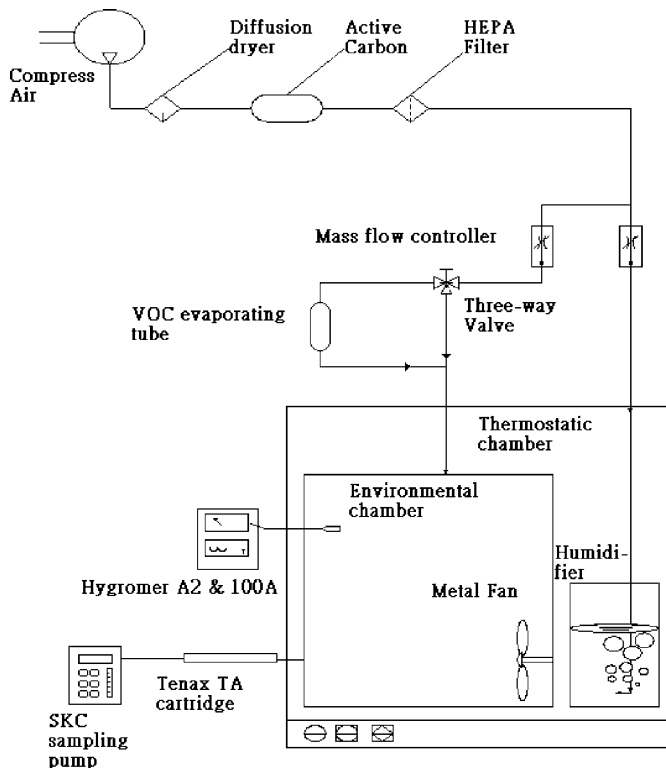 Compress
Air
Diffusion
dryer
Active
Carbon
HEPA
Filter
Mass flow controller
Three-way
Valve
VOC evaporating
tube
Thermostatic
chamber
Environmental
chamber
Hygromer A2 & 100A
Metal Fan
Humidi-
fier
Tenax TA
cartridge
SKC
sampling
pump